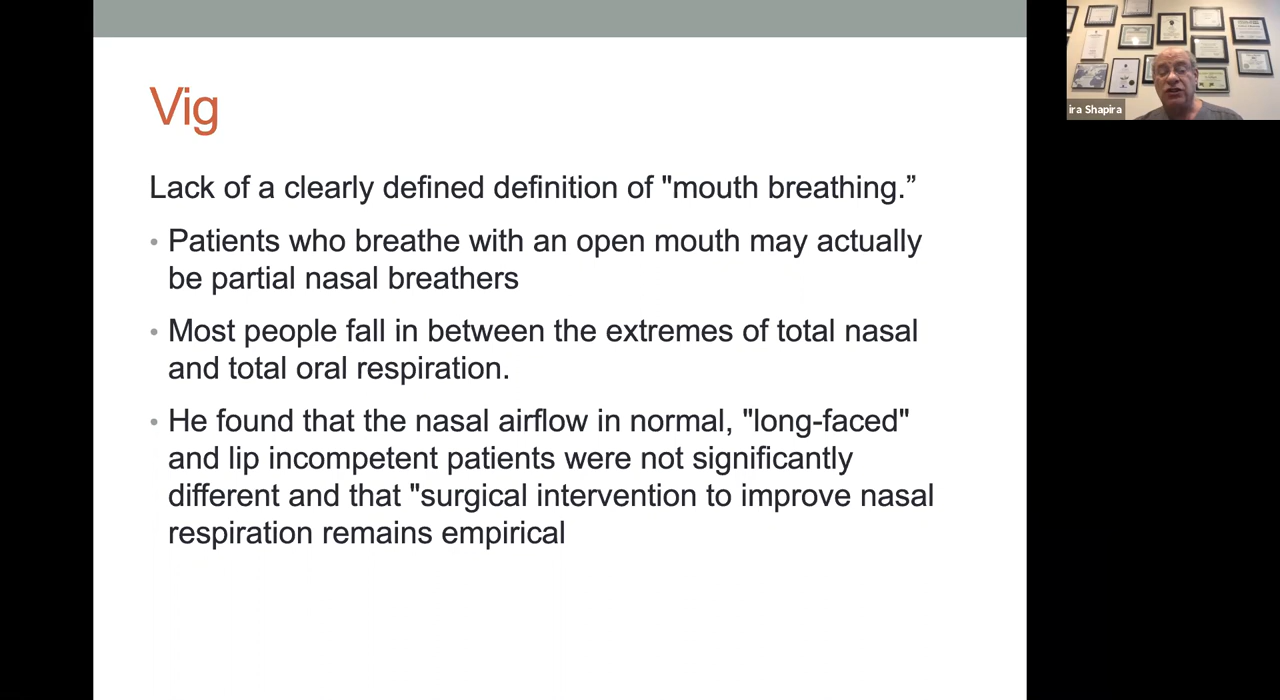 Vig
Lack of a clearly defined definition of "mouth breathing.”
• Patients who breathe with an open mouth may actually
be partial nasal breathers
• Most people fall in between the extremes of total nasal
and total oral respiration.
• He found that the nasal airflow in normal, "long-faced"
and lip incompetent patients were not significantly
different and that "surgical intervention to improve nasal
respiration remains empirical
ira Shapira